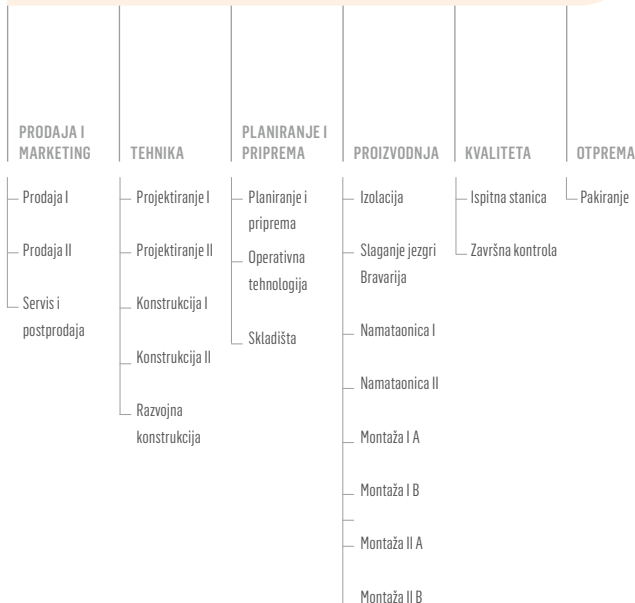 PRODAJA I
MARKETING
Prodaja I
Prodaja II
Servis i
postprodaja
TEHNIKA
Projektiranje I
Projektiranje II
Konstrukcija I
Konstrukcija II
Razvojna
konstrukcija
PLANIRANJE I
PRIPREMA
Planiranje i
priprema
Operativna
tehnologija
Skladišta
PROIZVODNJA
Izolacija
Slaganje jezgri
Bravarija
Namataonica I
Namataonica II
Montaža I A
Montaža I B
Montaža II A
Montaža II B
KVALITETA
Ispitna stanica
Završna kontrola
OTPREMA
Pakiranje